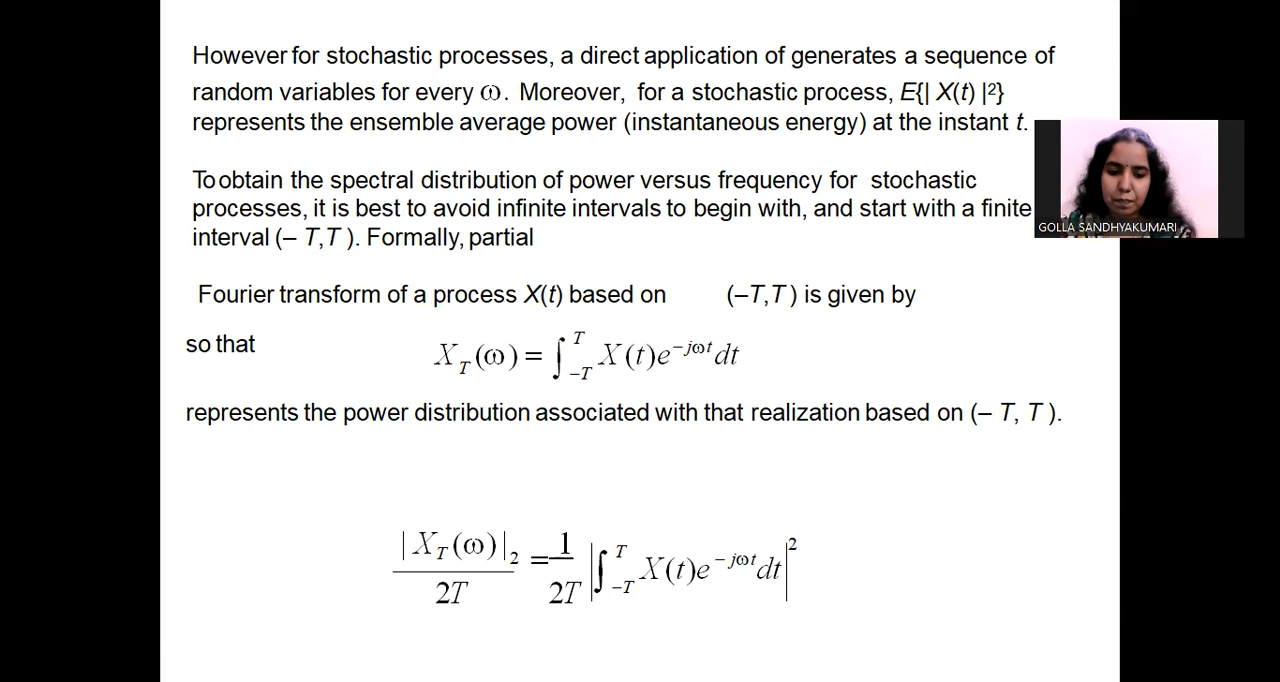 However for stochastic processes, a direct application of generates a sequence of
random variables for every ω. Moreover, for a stochastic process, E{| X(t) |²}
represents the ensemble average power (instantaneous energy) at the instant t.
To obtain the spectral distribution of power versus frequency for stochastic
processes, it is best to avoid infinite intervals to begin with, and start with a finite
interval (– T,T ). Formally, partial
GOLLA SANDHYAKUMARI
Fourier transform of a process X(t) based on (–T,T ) is given by
so that
X_T(ω) = ∫_{−T}^{T} X(t)e^{−jωt}dt
represents the power distribution associated with that realization based on (– T, T ).
|X_T(ω)|_2 / 2T = 1/2T |∫_{−T}^{T} X(t)e^{−jωt}dt|^2